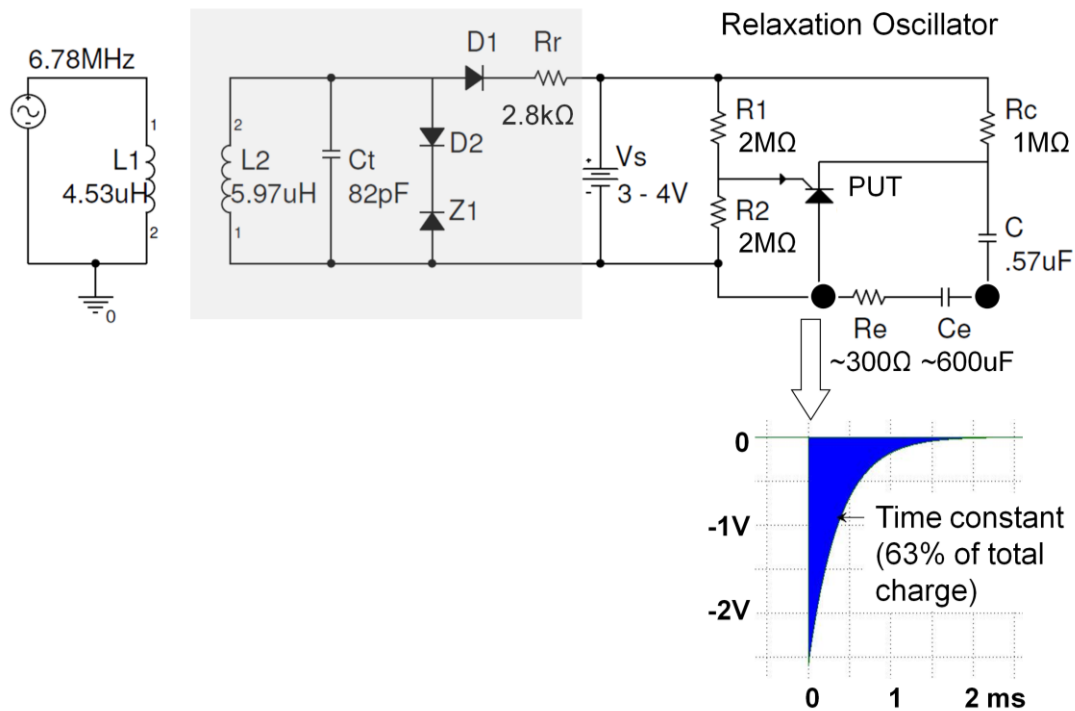 Relaxation Oscillator
6.78MHz
D1
Rr
2.8kΩ
1
L1
4.53uH
2
0
2
L2
5.97uH
1
Ct
82pF
D2
Z1
+
Vs
-
3 - 4V
R1
2MΩ
R2
2MΩ
PUT
Rc
1MΩ
C
.57uF
Re
~300Ω
Ce
~600uF
0
-1V
-2V
Time constant
(63% of total
charge)
0
1
2 ms